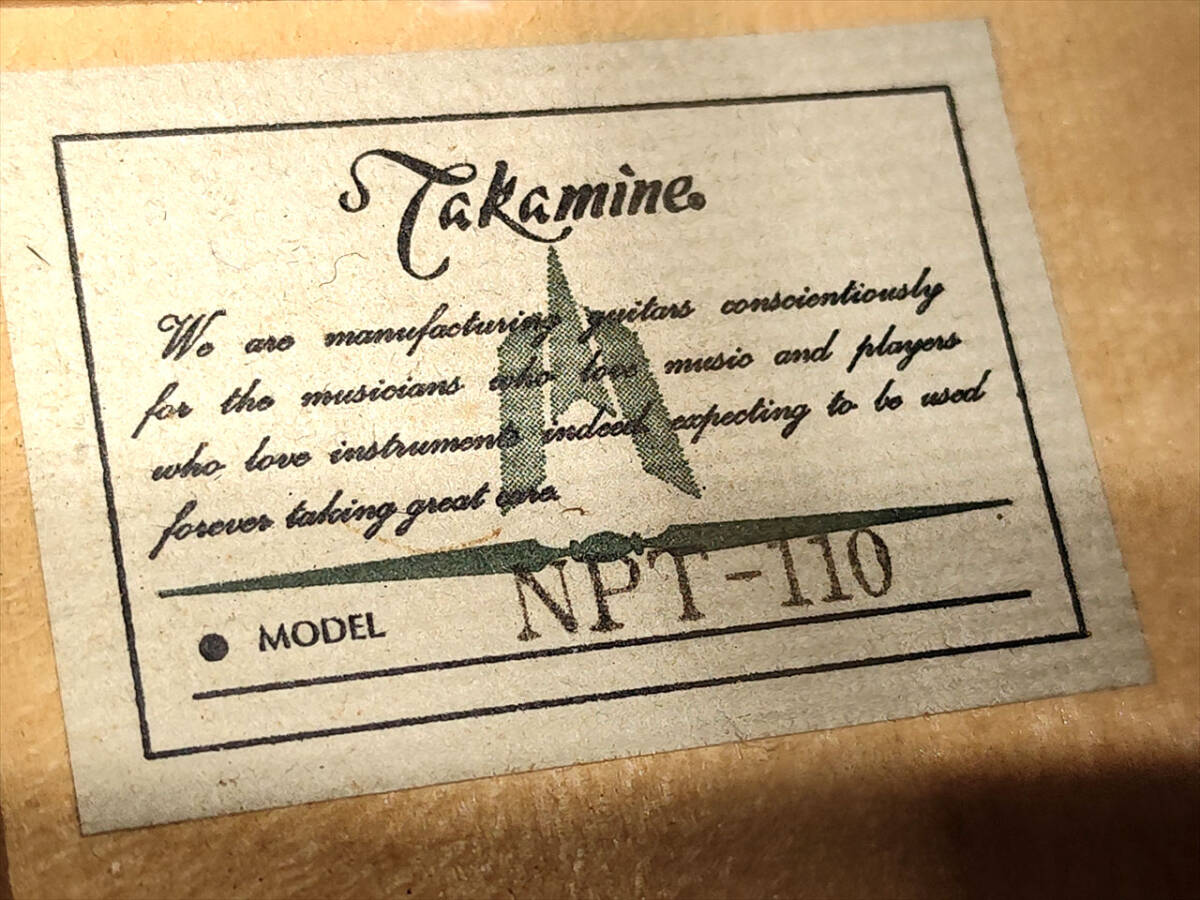 Takamine
We are manufacturing guitars conscientiously
for the musicians who love music and players
who love instruments indeed expecting to be used
forever taking great care.
MODEL NPT-110